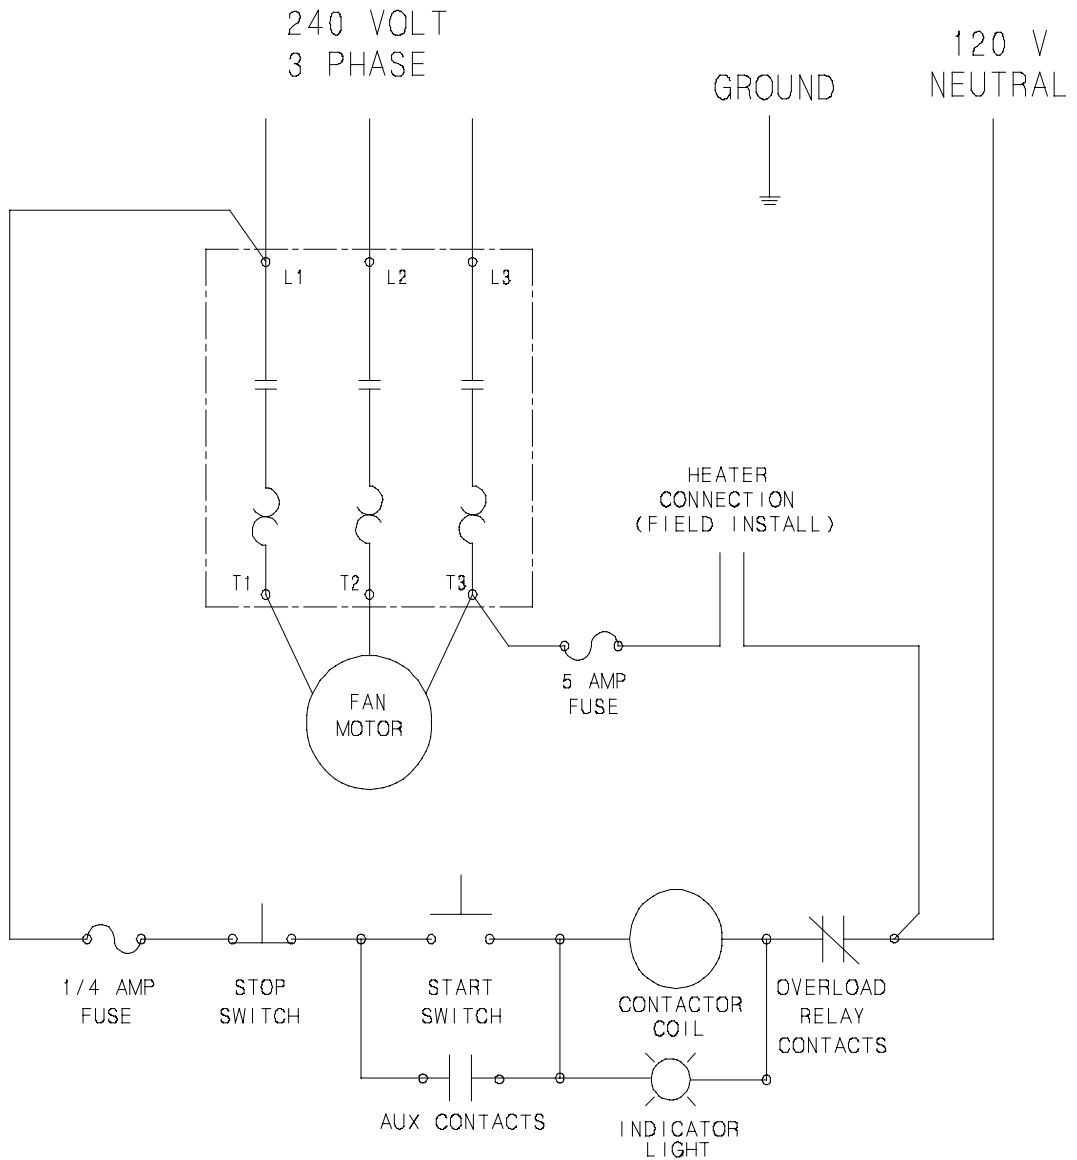 240 VOLT
3 PHASE
GROUND
120 V
NEUTRAL
L1
L2
L3
HEATER
CONNECTION
(FIELD INSTALL)
T1
T2
T3
5 AMP
FUSE
FAN
MOTOR
1/4 AMP
FUSE
STOP
SWITCH
START
SWITCH
CONTACTOR
COIL
OVERLOAD
RELAY
CONTACTS
AUX CONTACTS
INDICATOR
LIGHT